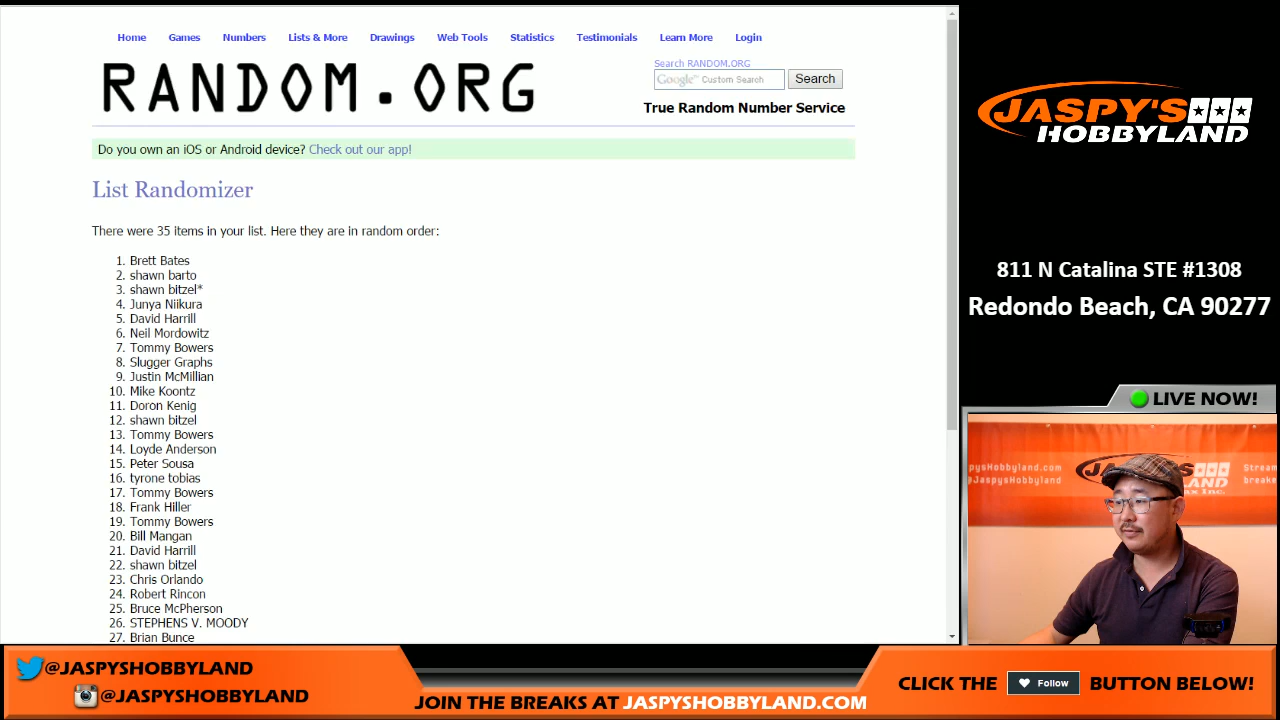 Home Games Numbers Lists & More Drawings Web Tools Statistics Testimonials Learn More Login
RANDOM.ORG
Search RANDOM.ORG
Google™ Custom Search Search
True Random Number Service
Do you own an iOS or Android device? Check out our app!
List Randomizer
There were 35 items in your list. Here they are in random order:
1. Brett Bates
2. shawn barto
3. shawn bitzel*
4. Junya Niikura
5. David Harrill
6. Neil Mordowitz
7. Tommy Bowers
8. Slugger Graphs
9. Justin McMillian
10. Mike Koontz
11. Doron Kenig
12. shawn bitzel
13. Tommy Bowers
14. Loyde Anderson
15. Peter Sousa
16. tyrone tobias
17. Tommy Bowers
18. Frank Hiller
19. Tommy Bowers
20. Bill Mangan
21. David Harrill
22. shawn bitzel
23. Chris Orlando
24. Robert Rincon
25. Bruce McPherson
26. STEPHENS V. MOODY
27. Brian Bunce
JASPY'S
HOBBYLAND
811 N Catalina STE #1308
Redondo Beach, CA 90277
LIVE NOW!
@JASPYSHOBBYLAND
@JASPYSHOBBYLAND
JOIN THE BREAKS AT JASPYSHOBBYLAND.COM
CLICK THE Follow BUTTON BELOW!